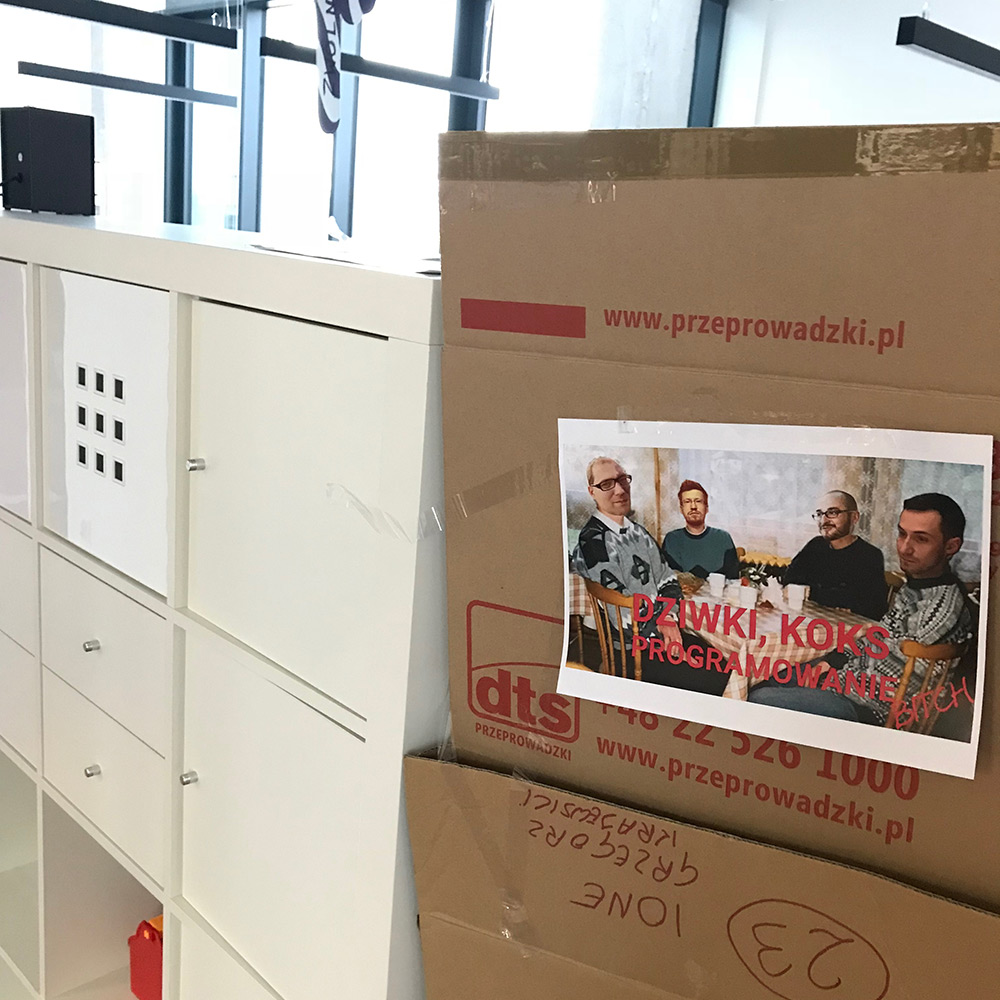 www.przeprowadzki.pl
DZIWKI, KOKS
PROGRAMOWANIE
BITCH
dts
PRZEPROWADZKI
+48 22 526 1000
www.przeprowadzki.pl
23
IONE
GRZEGORZ
KRAJEWSKI